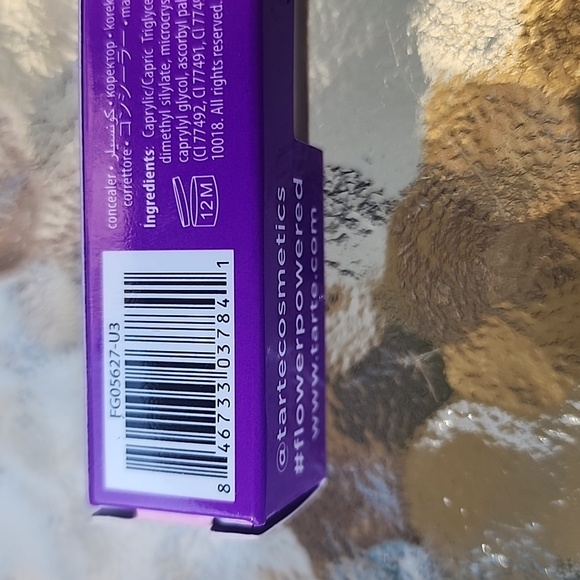 concealer • كونسيلر • коректор • korek
correttore • コンシーラー • ma
Ingredients: Caprylic/Capric Triglyce
dimethyl silylate, microcrys
caprylyl glycol, ascorbyl pal
(CI 77492, CI 77491, CI 7749
10018. All rights reserved.
12M
FG05627-U3
8 46733 03784 1
@tartecosmetics
#flowerpowered
www.tarte.com